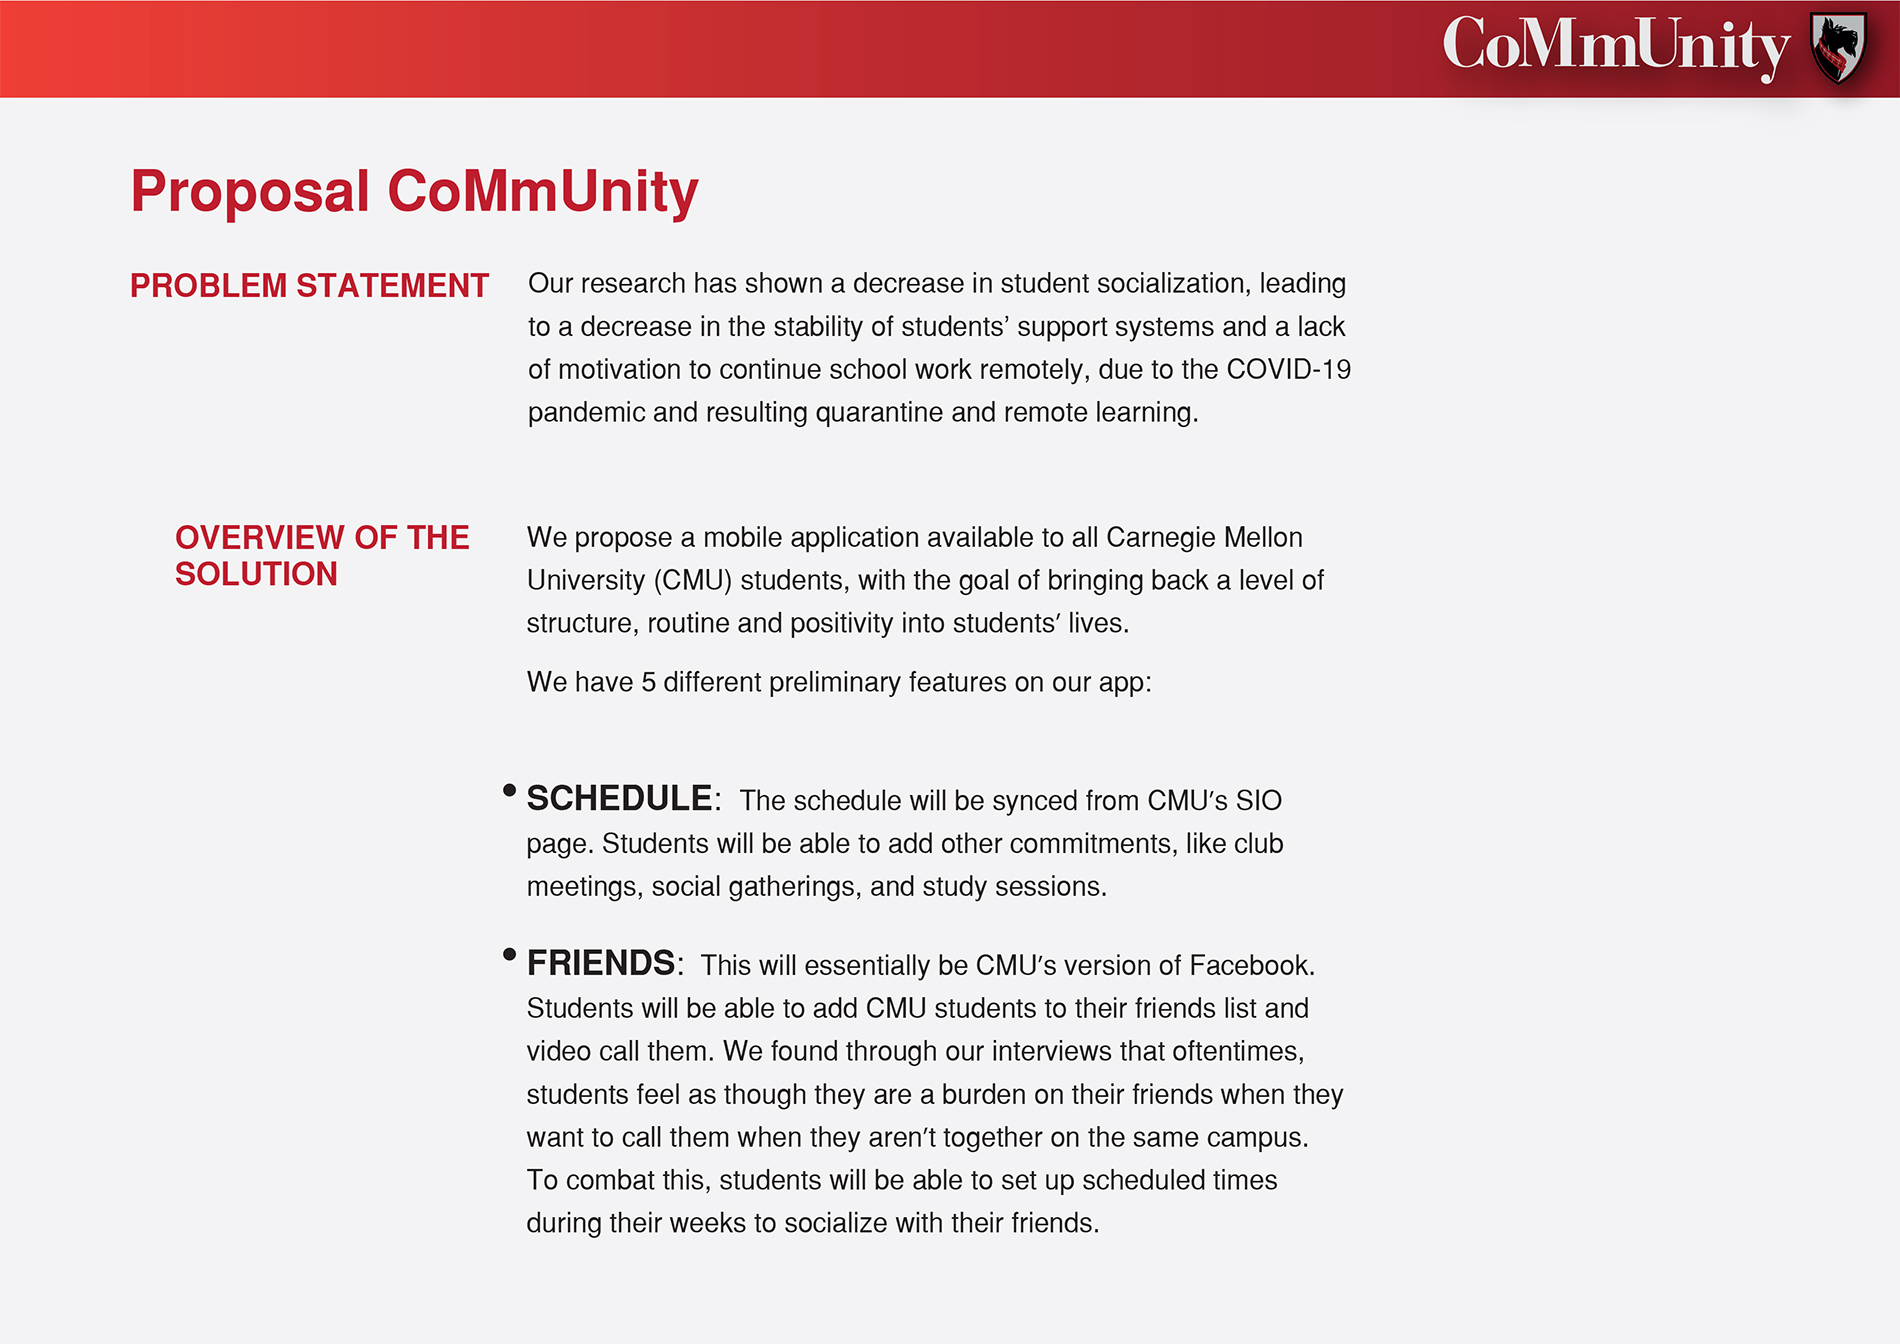 CoMmUnity
Proposal CoMmUnity
PROBLEM STATEMENT
Our research has shown a decrease in student socialization, leading
to a decrease in the stability of students’ support systems and a lack
of motivation to continue school work remotely, due to the COVID-19
pandemic and resulting quarantine and remote learning.
OVERVIEW OF THE
SOLUTION
We propose a mobile application available to all Carnegie Mellon
University (CMU) students, with the goal of bringing back a level of
structure, routine and positivity into students' lives.
We have 5 different preliminary features on our app:
• SCHEDULE: The schedule will be synced from CMU's SIO
page. Students will be able to add other commitments, like club
meetings, social gatherings, and study sessions.
• FRIENDS: This will essentially be CMU's version of Facebook.
Students will be able to add CMU students to their friends list and
video call them. We found through our interviews that oftentimes,
students feel as though they are a burden on their friends when they
want to call them when they aren't together on the same campus.
To combat this, students will be able to set up scheduled times
during their weeks to socialize with their friends.